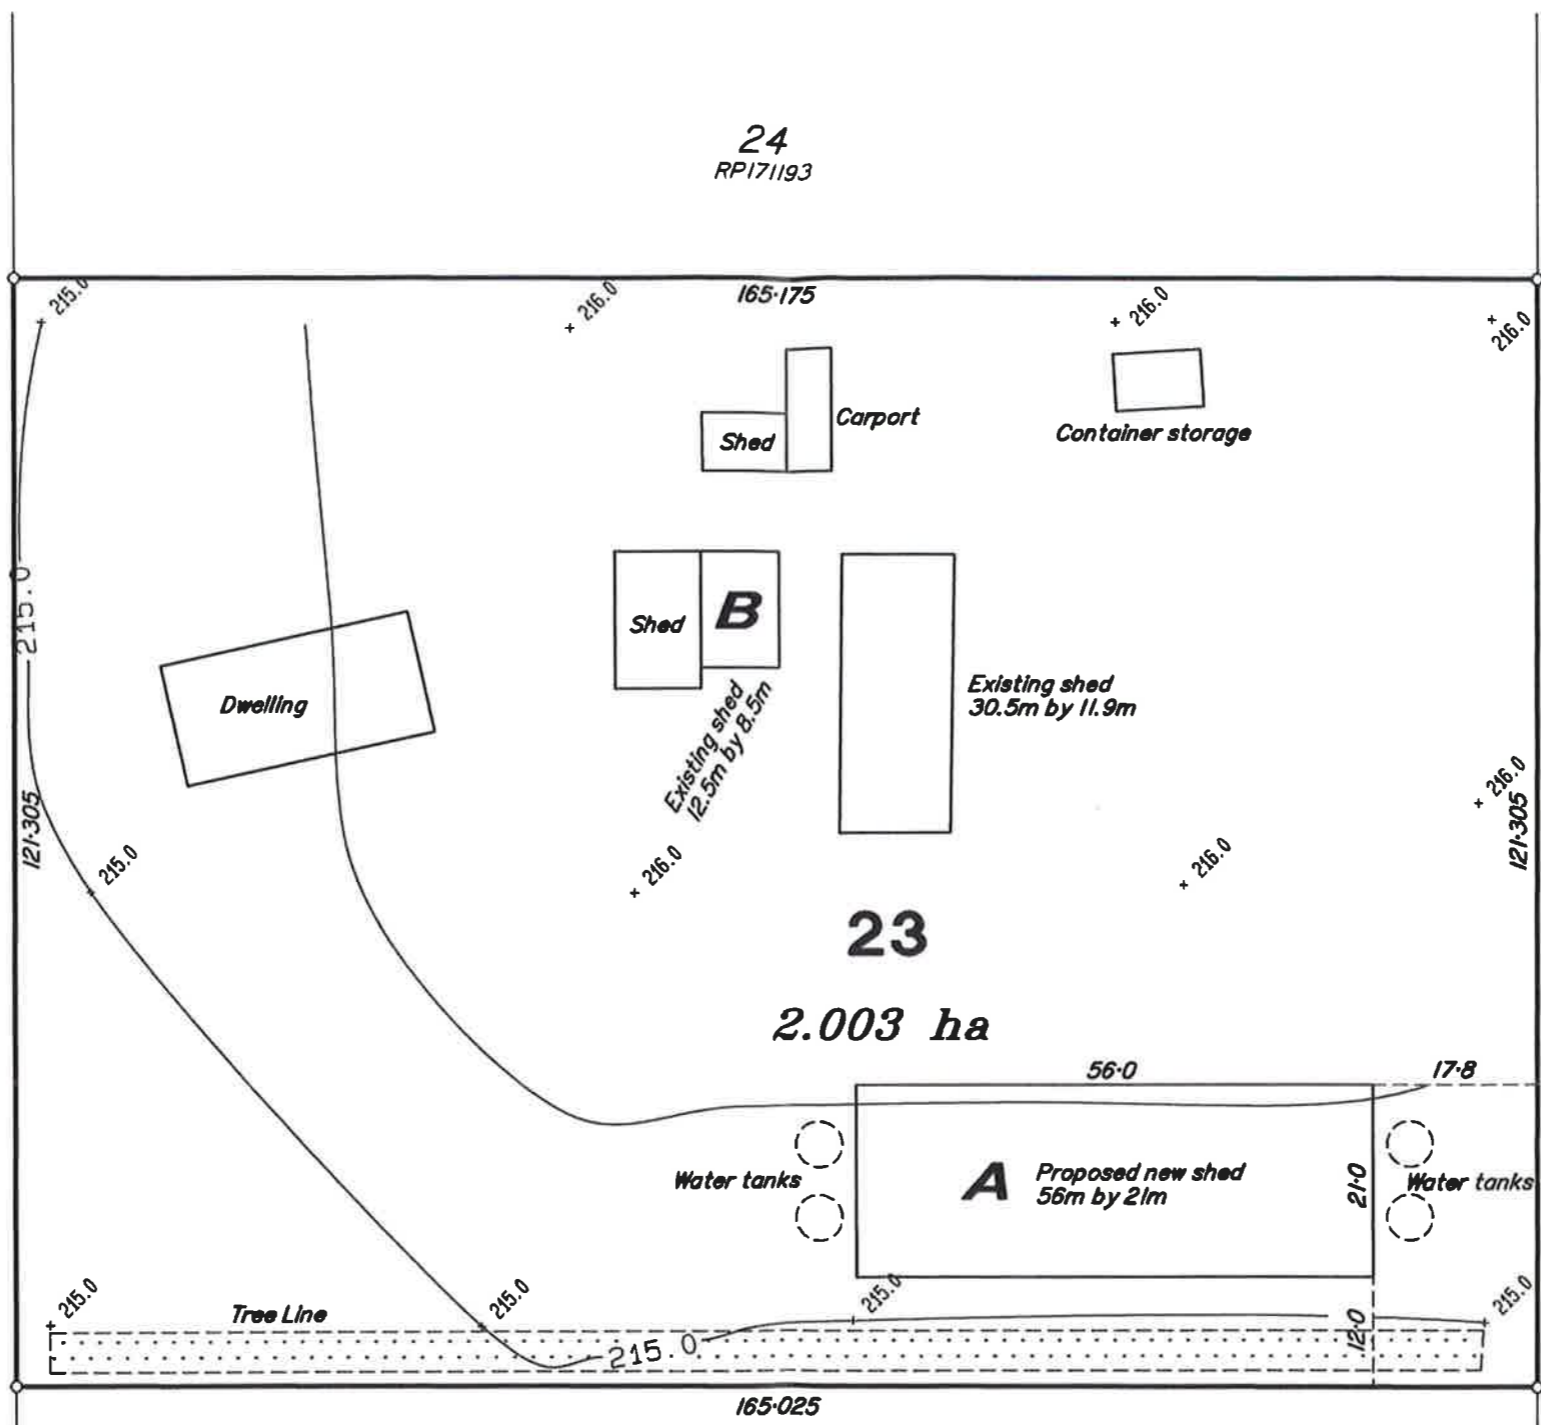 24
RP171193
165·175
215.0
216.0
216.0
216.0
Carport
Shed
Container storage
215.0
Shed
B
Dwelling
Existing shed
30.5m by 11.9m
Existing shed
12.5m by 8.5m
121·305
216.0
121·305
215.0
216.0
216.0
23
2.003 ha
56·0
17·8
Water tanks
A
Proposed new shed
56m by 21m
21·0
Water tanks
215.0
Tree Line
215.0
215.0
215.0
215.0
12·0
165·025